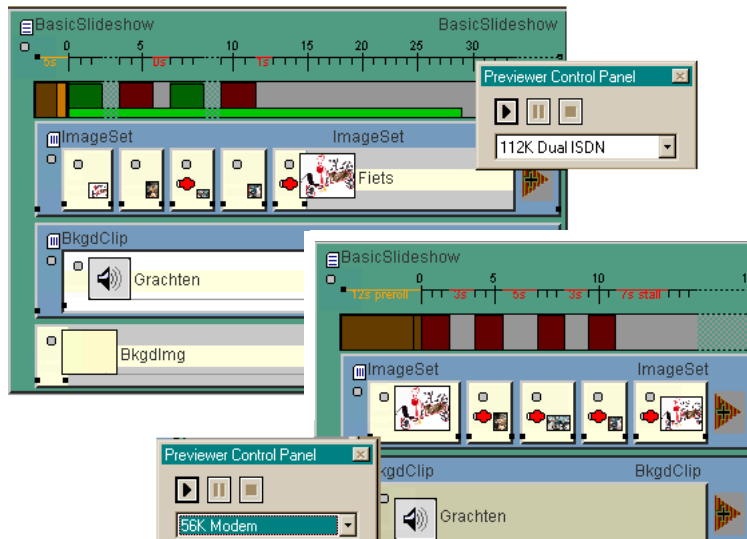 BasicSlideshow BasicSlideshow
0 5 10 15 20 25 30
5s 0s 1s
Previewer Control Panel
112K Dual ISDN
ImageSet ImageSet
Fiets
BkgdClip
Grachten
BkgdImg
BasicSlideshow
0 5 10 1
12s preroll 3s 5s 3s 7s stall
ImageSet ImageSet
Previewer Control Panel
56K Modem
kgdClip BkgdClip
Grachten